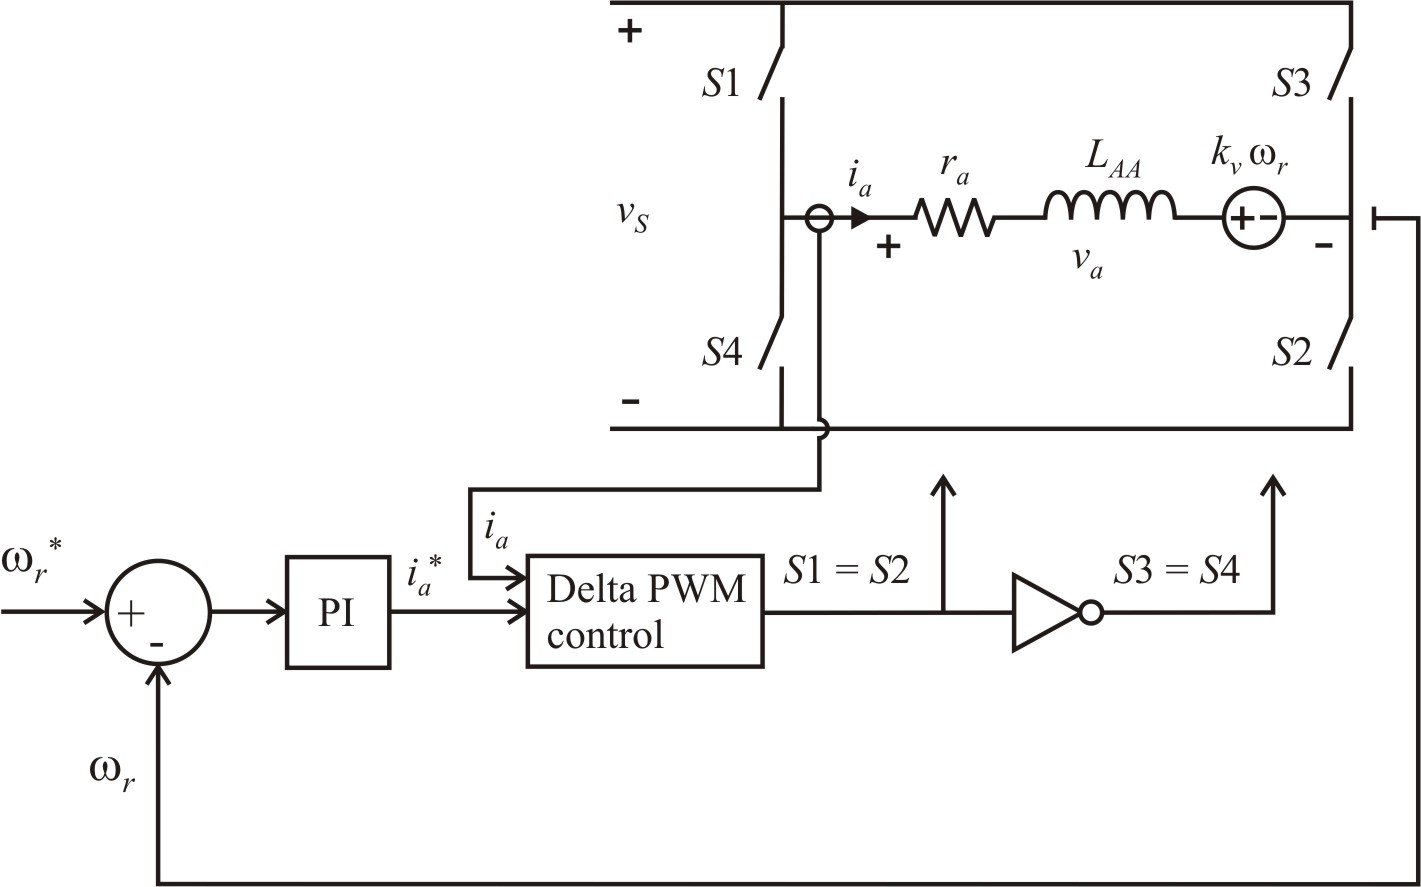 +
S1
S3
k_v ω_r
L_AA
r_a
i_a
v_S
+
+ -
-
v_a
S4
S2
-
i_a
ω_r*
i_a*
S1 = S2
S3 = S4
+
PI
Delta PWM
control
-
ω_r